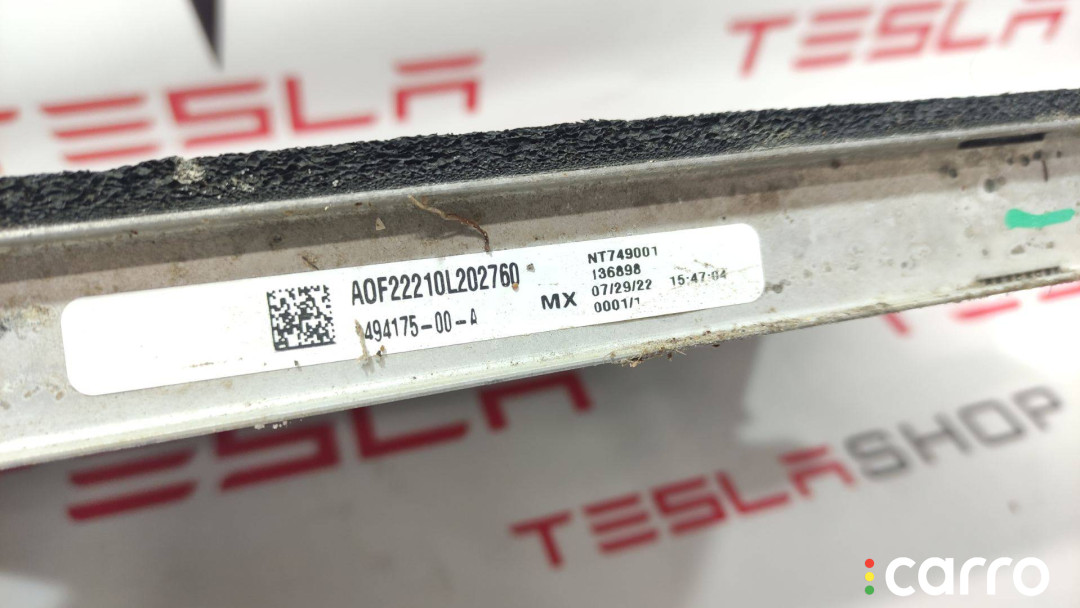 TESLA
TESLA
AOF22210L202760
494175-00-A
MX
NT749001
136898
07/29/22 15:47:04
0001/1
TESLA
TESLASHOP
carro